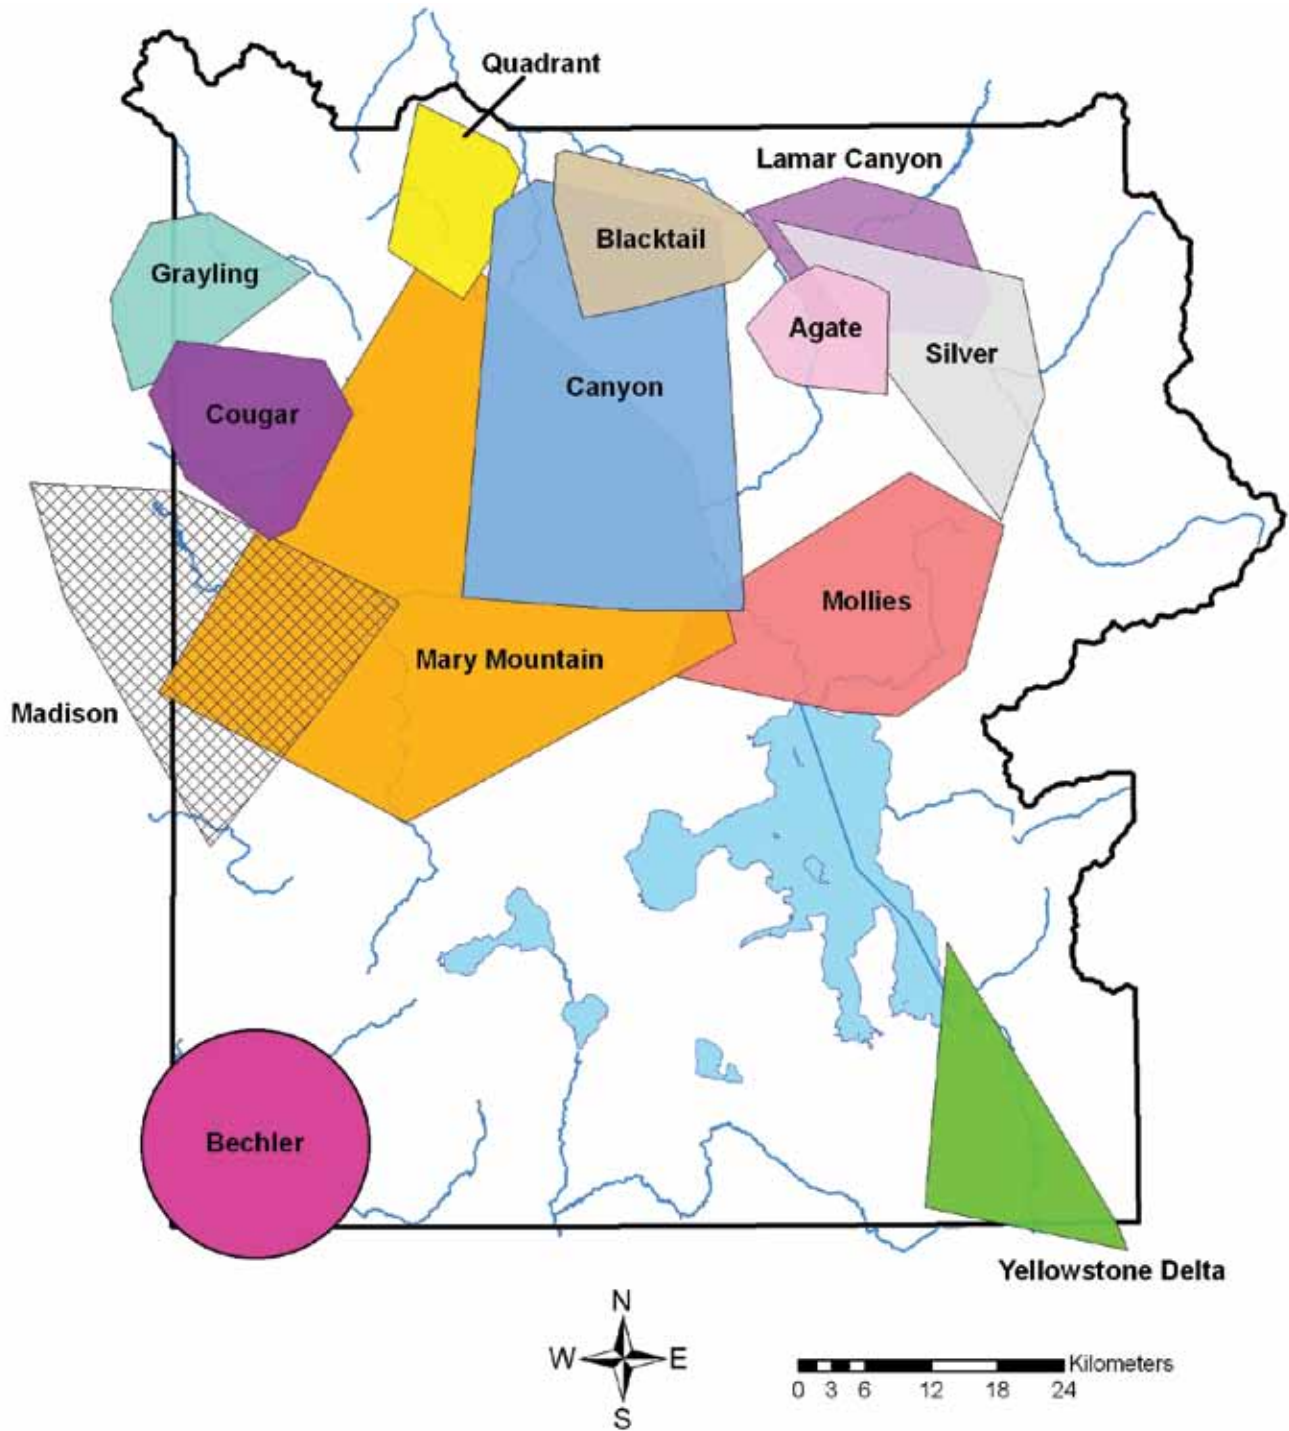 Quadrant
Lamar Canyon
Blacktail
Grayling
Agate
Silver
Canyon
Cougar
Mollies
Mary Mountain
Madison
Bechler
Yellowstone Delta
N
W E
S
Kilometers
0 3 6 12 18 24